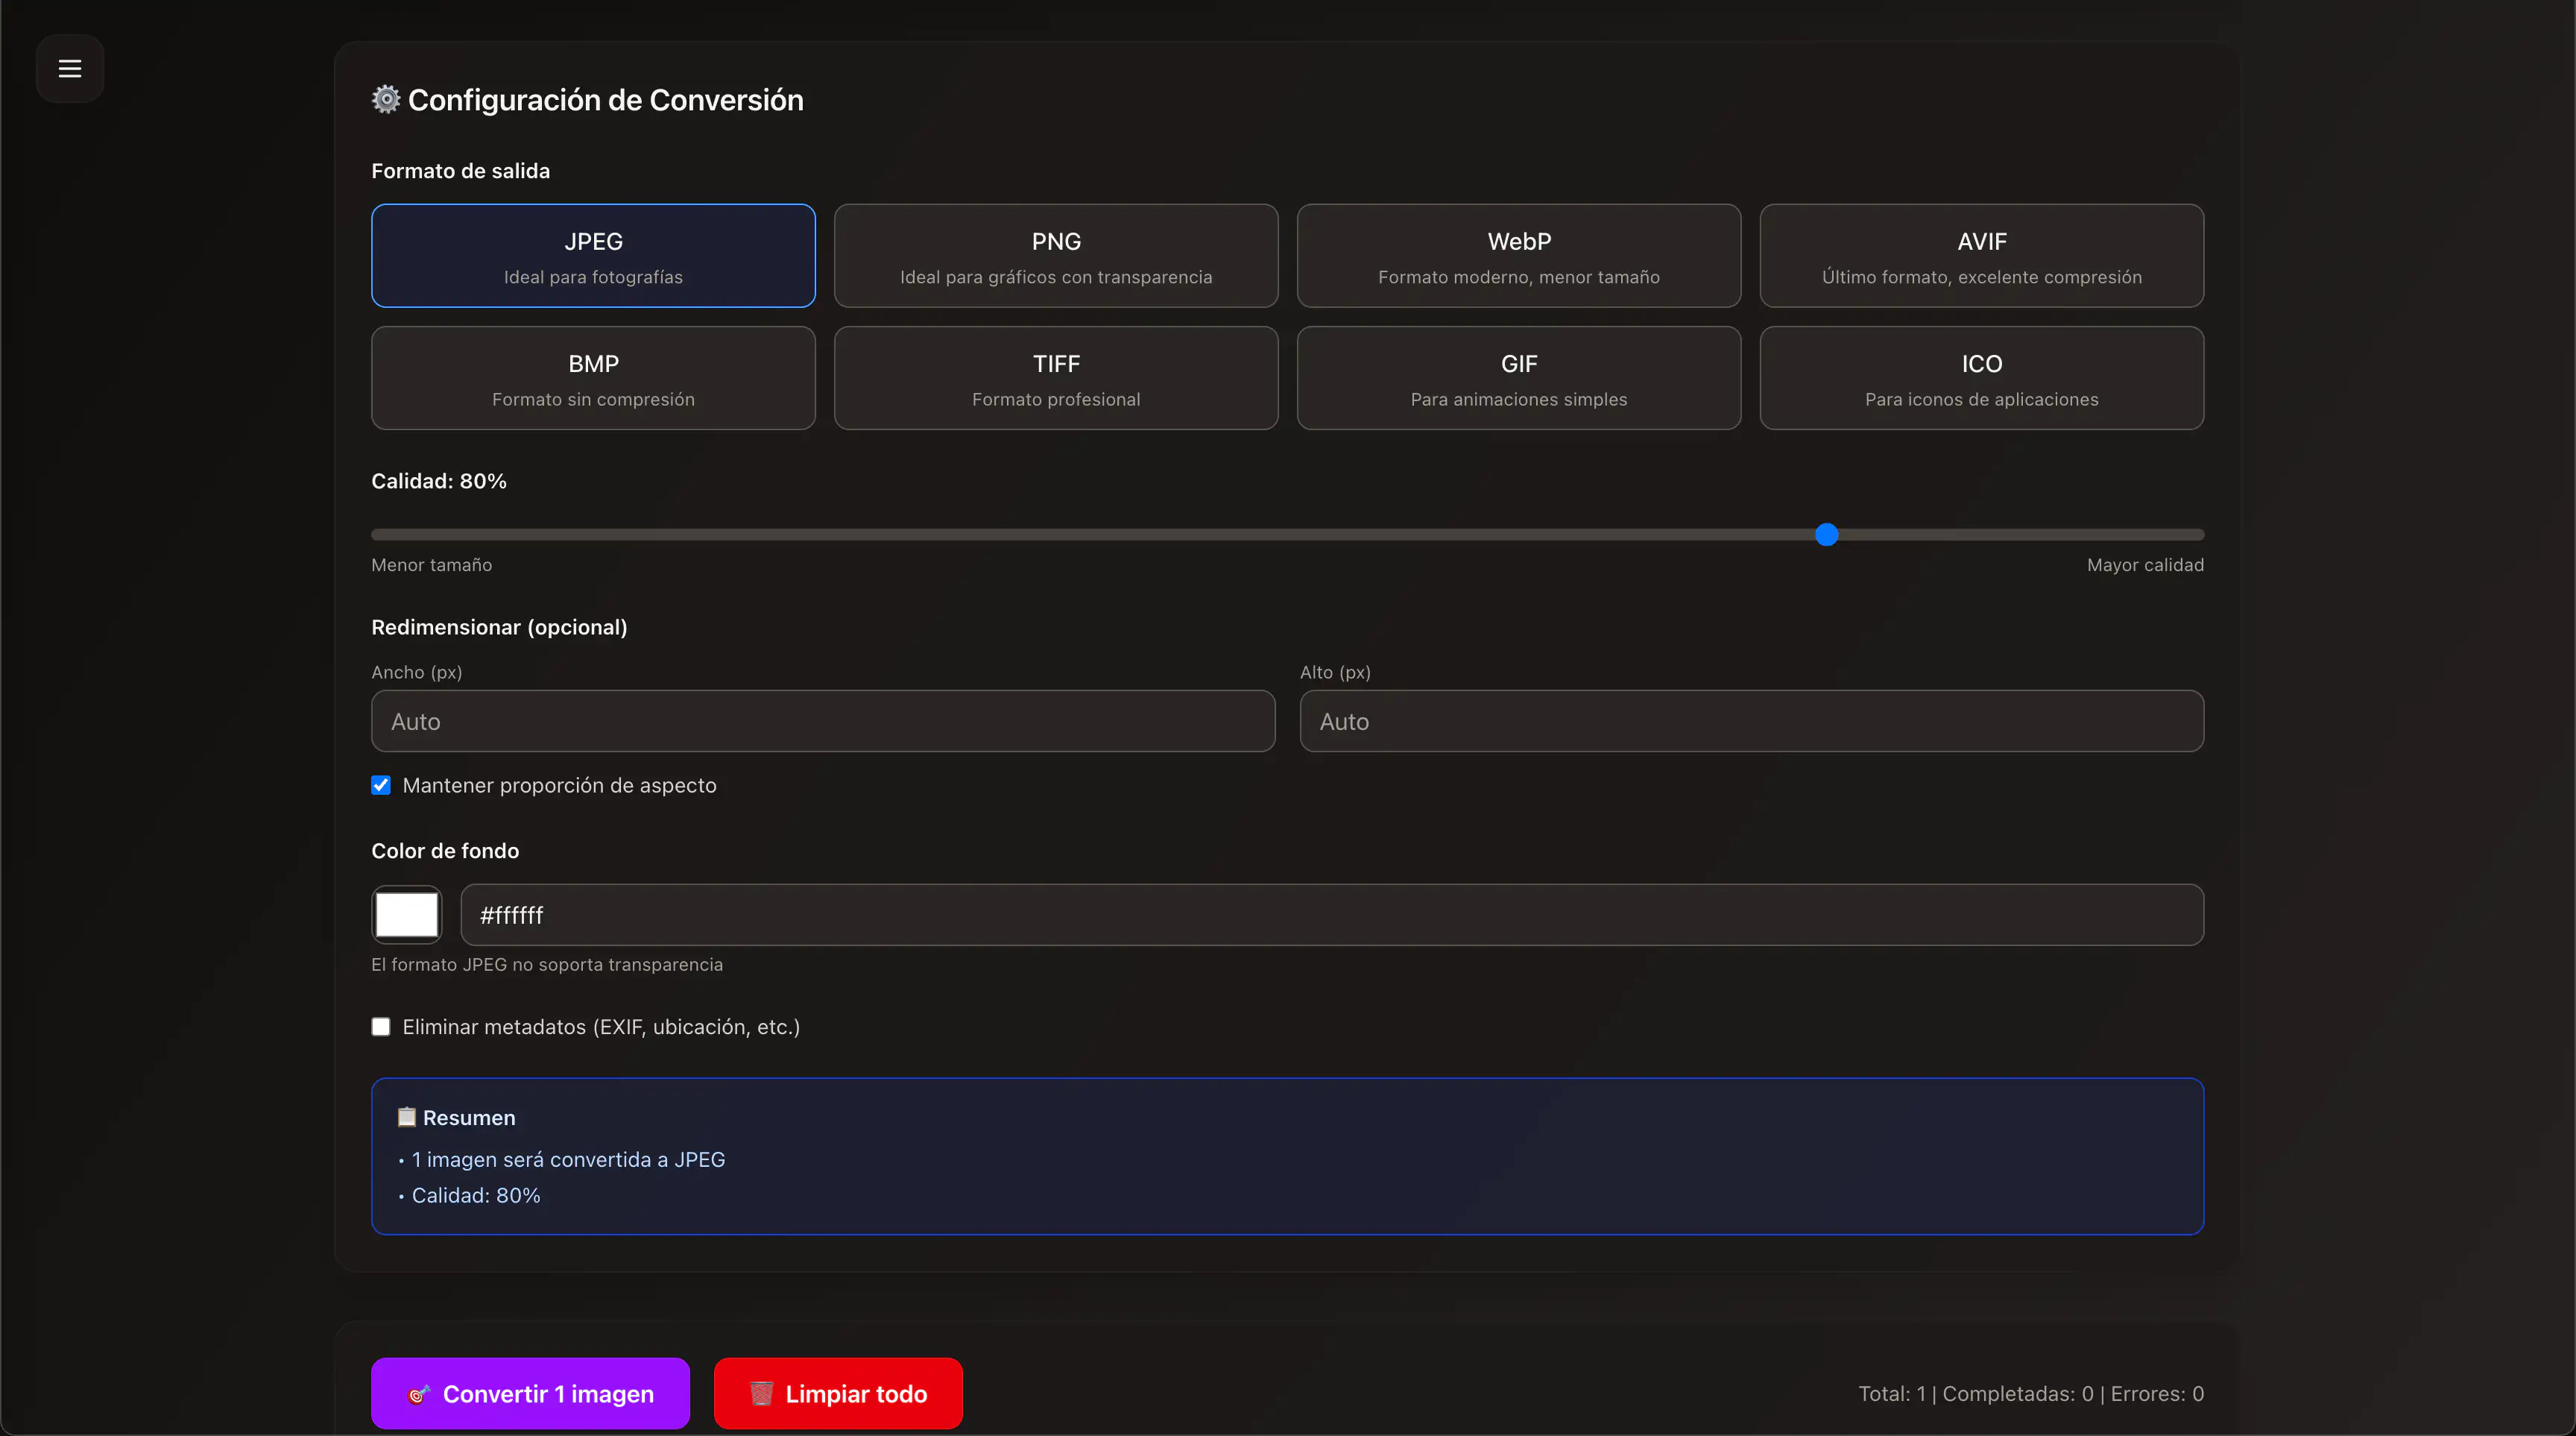 Configuración de Conversión
Formato de salida
JPEG
Ideal para fotografías
PNG
Ideal para gráficos con transparencia
WebP
Formato moderno, menor tamaño
AVIF
Último formato, excelente compresión
BMP
Formato sin compresión
TIFF
Formato profesional
GIF
Para animaciones simples
ICO
Para iconos de aplicaciones
Calidad: 80%
Menor tamaño
Mayor calidad
Redimensionar (opcional)
Ancho (px)
Alto (px)
Auto
Auto
Mantener proporción de aspecto
Color de fondo
#ffffff
El formato JPEG no soporta transparencia
Eliminar metadatos (EXIF, ubicación, etc.)
Resumen
• 1 imagen será convertida a JPEG
• Calidad: 80%
Convertir 1 imagen
Limpiar todo
Total: 1 | Completadas: 0 | Errores: 0